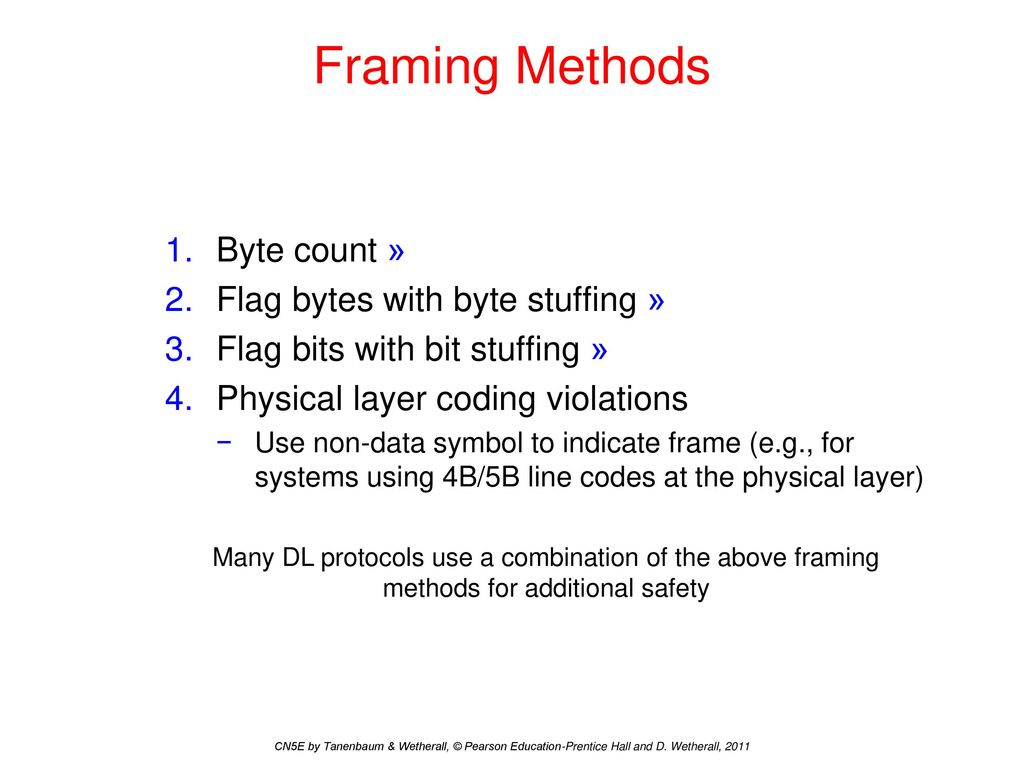 Framing Methods
1. Byte count »
2. Flag bytes with byte stuffing »
3. Flag bits with bit stuffing »
4. Physical layer coding violations
− Use non-data symbol to indicate frame (e.g., for
systems using 4B/5B line codes at the physical layer)
Many DL protocols use a combination of the above framing
methods for additional safety
CN5E by Tanenbaum & Wetherall, © Pearson Education-Prentice Hall and D. Wetherall, 2011